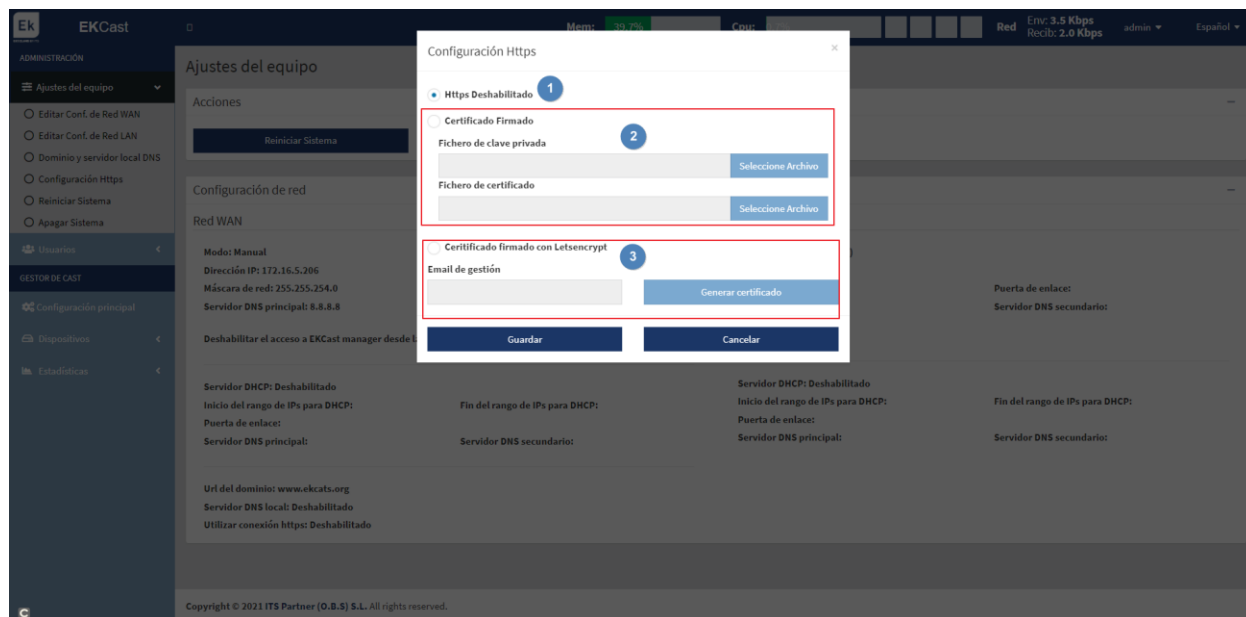 Ek EKCast Mem: 39.7% Cpu: Red Env: 3.5 Kbps admin Español
Recib: 2.0 Kbps
ADMINISTRACIÓN
Ajustes del equipo
Editar Conf. de Red WAN
Editar Conf. de Red LAN
Dominio y servidor local DNS
Configuración Https
Reiniciar Sistema
Apagar Sistema
Usuarios
GESTOR DE CAST
Configuración principal
Dispositivos
Estadísticas
Ajustes del equipo
Acciones
Reiniciar Sistema
Configuración de red
Red WAN
Modo: Manual
Dirección IP: 172.16.5.206
Máscara de red: 255.255.254.0
Puerta de enlace:
Servidor DNS principal: 8.8.8.8
Servidor DNS secundario:
Deshabilitar el acceso a EKCast manager desde
Configuración Https ×
Https Deshabilitado 1
Certificado Firmado
2
Fichero de clave privada
Seleccione Archivo
Fichero de certificado
Seleccione Archivo
Ceritificado firmado con Letsencrypt
3
Email de gestión
Generar certificado
Guardar Cancelar
Servidor DHCP: Deshabilitado
Inicio del rango de IPs para DHCP: Fin del rango de IPs para DHCP:
Puerta de enlace:
Servidor DNS principal: Servidor DNS secundario:
Servidor DHCP: Deshabilitado
Inicio del rango de IPs para DHCP: Fin del rango de IPs para DHCP:
Puerta de enlace:
Servidor DNS principal: Servidor DNS secundario:
Url del dominio: www.ekcats.org
Servidor DNS local: Deshabilitado
Utilizar conexión https: Deshabilitado
Copyright © 2021 ITS Partner (O.B.S) S.L. All rights reserved.